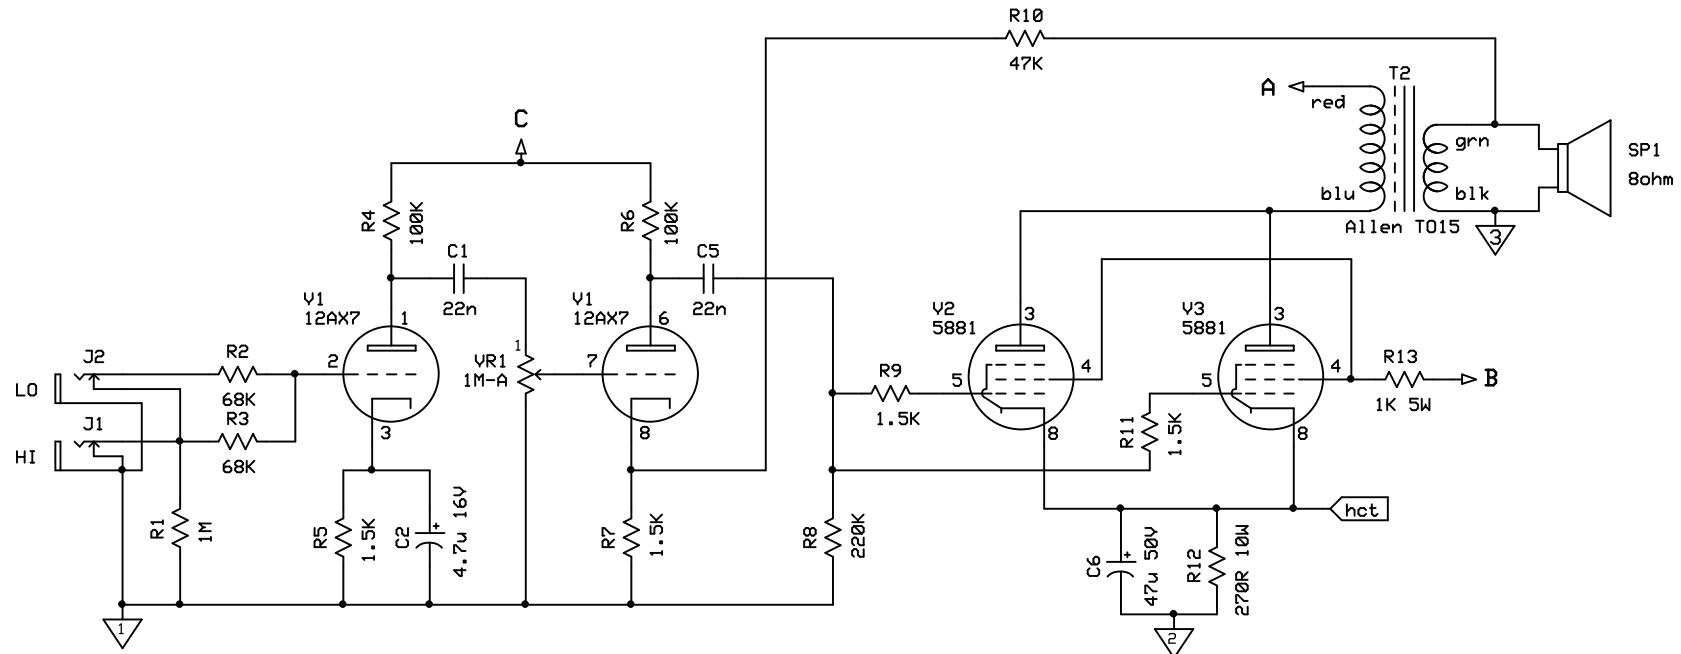 R10
47K
T2
A
red
grn
blu
blk
Allen TO15
3
SP1
8ohm
C
R4
100K
R6
100K
C1
22n
C5
22n
V1
12AX7
1
2
3
V1
12AX7
6
7
8
VR1
1M-A
1
J2
LO
J1
HI
R2
68K
R3
68K
R1
1M
R5
1.5K
C2
+
4.7u 16V
R7
1.5K
R8
220K
R9
1.5K
V2
5881
3
4
5
8
V3
5881
3
4
5
8
R11
1.5K
R13
1K 5W
B
hct
C6
+
47u 50V
R12
270R 10W
1
2